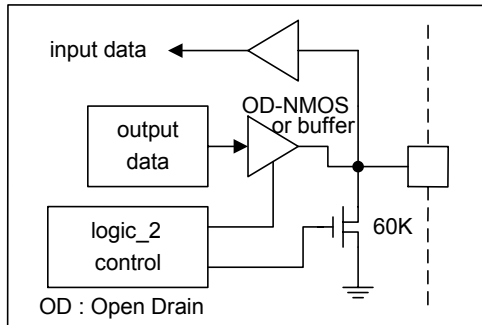 input data
OD-NMOS
or buffer
output
data
logic_2
control
60K
OD : Open Drain